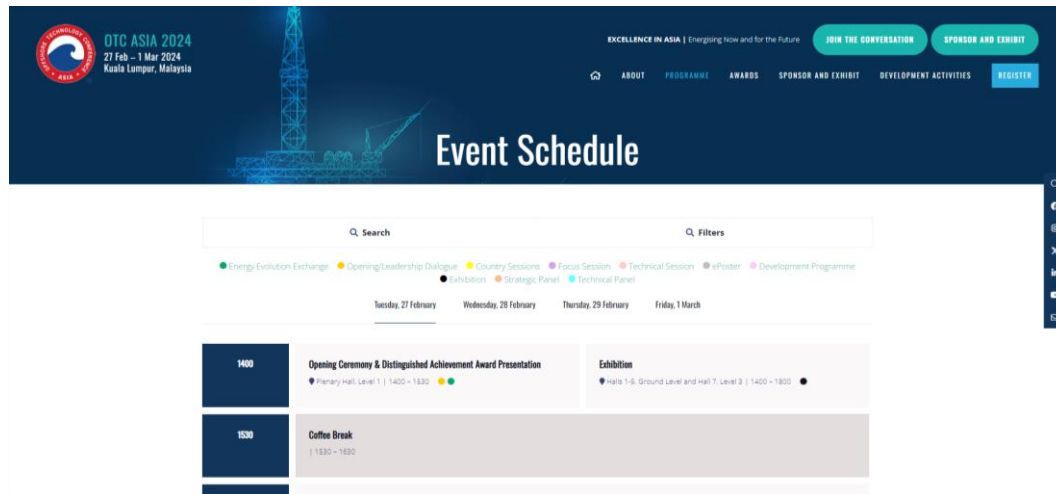 OFFSHORE TECHNOLOGY CONFERENCE
ASIA
OTC ASIA 2024
27 Feb – 1 Mar 2024
Kuala Lumpur, Malaysia
EXCELLENCE IN ASIA | Energising Now and for the Future
JOIN THE CONVERSATION
SPONSOR AND EXHIBIT
ABOUT PROGRAMME AWARDS SPONSOR AND EXHIBIT DEVELOPMENT ACTIVITIES REGISTER
Event Schedule
Search
Filters
Energy Evolution Exchange Opening/Leadership Dialogue Country Sessions Focus Session Technical Session ePoster Development Programme
Exhibition Strategic Panel Technical Panel
Tuesday, 27 February Wednesday, 28 February Thursday, 29 February Friday, 1 March
1400
Opening Ceremony & Distinguished Achievement Award Presentation
Plenary Hall, Level 1 | 1400 – 1530
Exhibition
Halls 1-5, Ground Level and Hall 7, Level 3 | 1400 – 1800
1530
Coffee Break
| 1530 – 1630